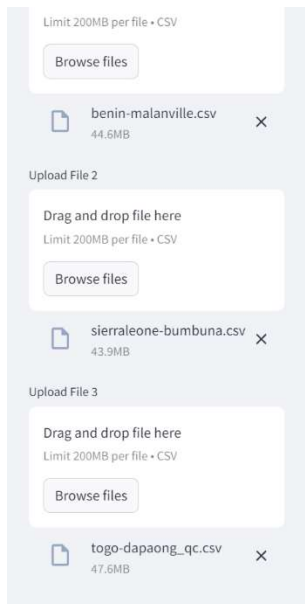 Limit 200MB per file • CSV
Browse files
benin-malanville.csv
44.6MB
Upload File 2
Drag and drop file here
Limit 200MB per file • CSV
Browse files
sierraleone-bumbuna.csv
43.9MB
Upload File 3
Drag and drop file here
Limit 200MB per file • CSV
Browse files
togo-dapaong_qc.csv
47.6MB